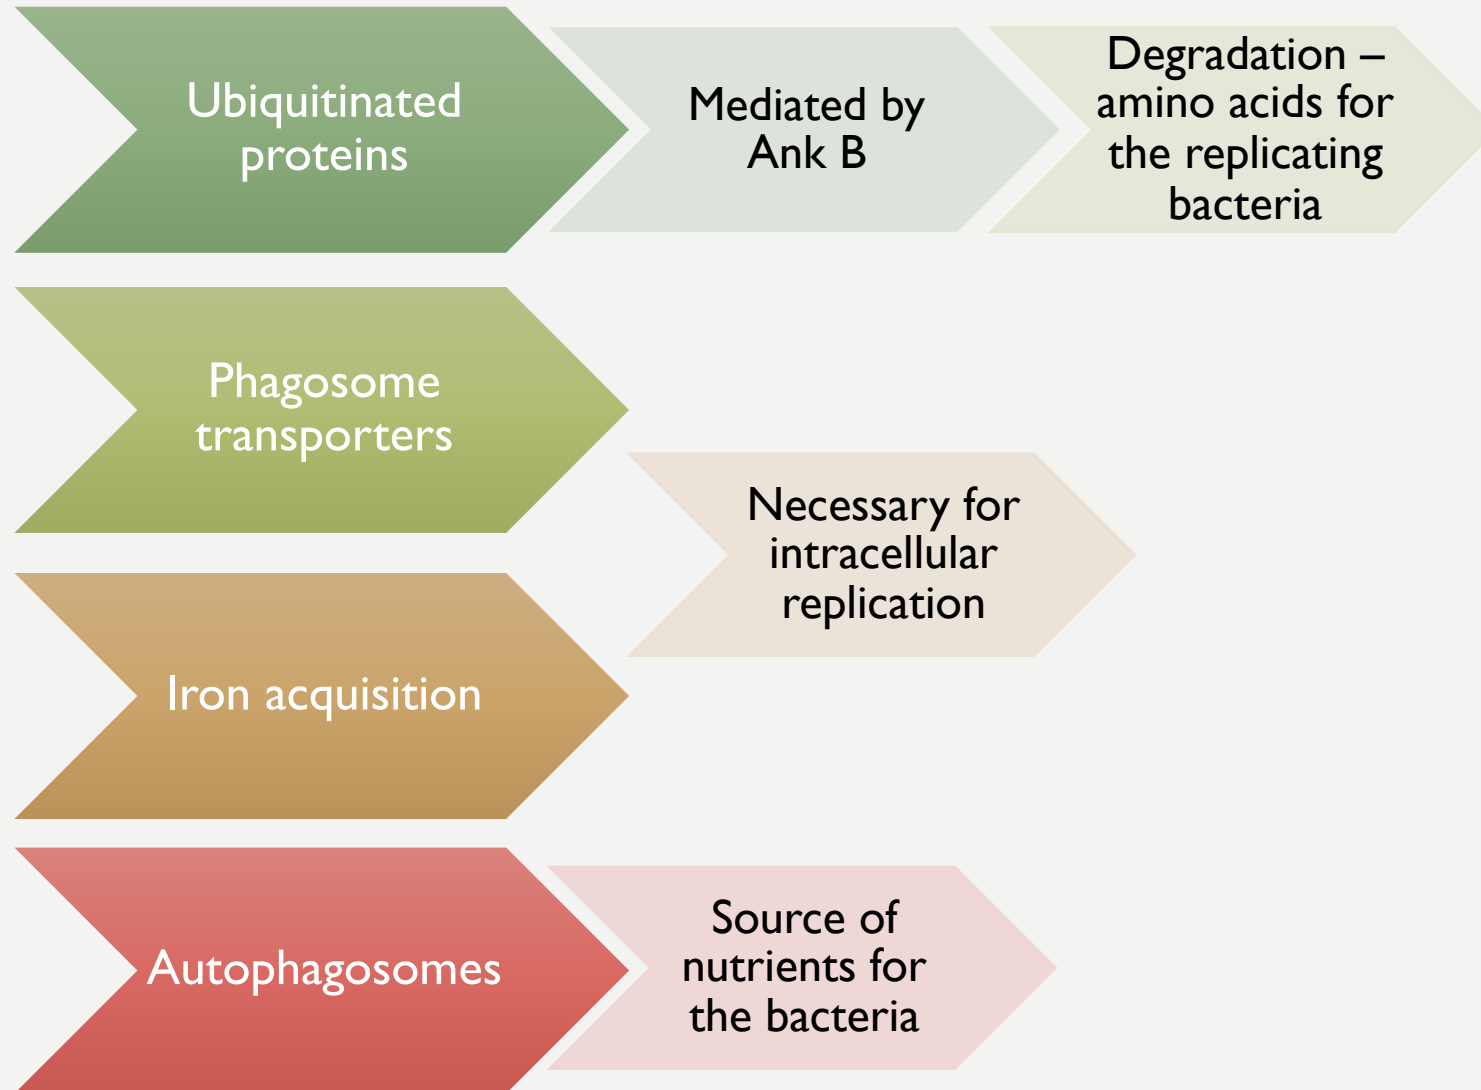 Ubiquitinated
proteins
Mediated by
Ank B
Degradation –
amino acids for
the replicating
bacteria
Phagosome
transporters
Necessary for
intracellular
replication
Iron acquisition
Autophagosomes
Source of
nutrients for
the bacteria